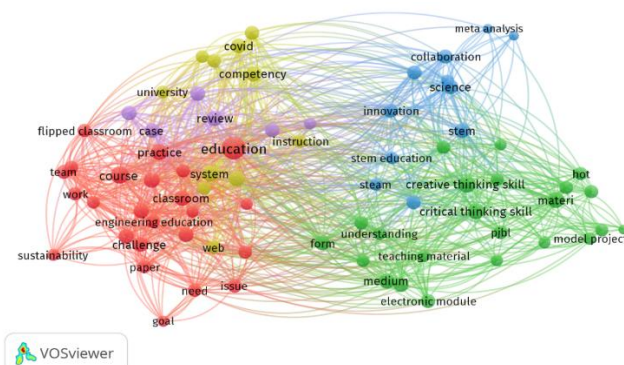 meta analysis
covid
collaboration
competency
science
university
innovation
review
flipped classroom
case
stem
education
instruction
practice
stem education
team
course
system
hot
steam
creative thinking skill
work
classroom
materi
critical thinking skill
engineering education
understanding
pjbl
challenge
form
model project
web
sustainability
paper
teaching material
medium
need
issue
electronic module
goal
VOSviewer